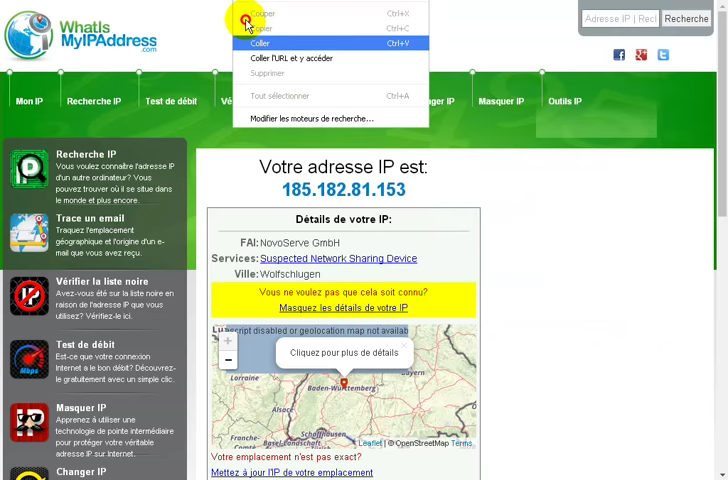 WhatIs
MyIPAddress
.com
Couper Ctrl+X
Copier Ctrl+C
Coller Ctrl+V
Coller l'URL et y accéder
Supprimer
Tout sélectionner Ctrl+A
Modifier les moteurs de recherche...
Adresse IP | Recl Recherche
Mon IP Recherche IP Test de débit Masquer IP Outils IP
Recherche IP
Vous voulez connaître l'adresse IP
d'un autre ordinateur? Vous
pouvez trouver où il se situe dans
le monde et plus encore.
Trace un email
Traquez l'emplacement
géographique et l'origine d'un e-
mail que vous avez reçu.
Vérifier la liste noire
Avez-vous été sur la liste noire en
raison de l'adresse IP que vous
utilisez? Vérifiez-le ici.
Test de débit
Est-ce que votre connexion
Internet a le bon débit? Découvrez-
le gratuitement avec un simple clic.
Masquer IP
Apprenez á utiliser une
technologie de pointe intermédiaire
pour protéger votre véritable
adresse IP sur Internet.
Changer IP
Votre adresse IP est:
185.182.81.153
Détails de votre IP:
FAI: NovoServe GmbH
Services: Suspected Network Sharing Device
Ville: Wolfschlugen
Vous ne voulez pas que cela soit connu?
Masquez les détails de votre IP
script disabled or geolocation map not availab
+
−
Cliquez pour plus de détails
×
Lorraine
Baden-Württemberg
Alsace
Schaffhausen
Basel-Landschaft
Leaflet | © OpenStreetMap Terms
Votre emplacement n'est pas exact?
Mettez à jour l'IP de votre emplacement